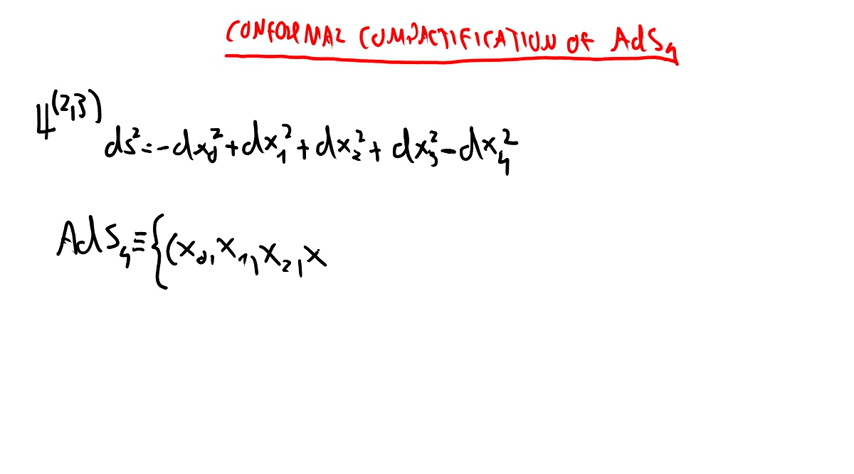 CONFORMAL COMPACTIFICATION OF AdS₄
𝕄^(2,3)
ds² = -dx₀² + dx₁² + dx₂² + dx₃² - dx₄²
AdS₄ ≡ {(x₀, x₁, x₂, x